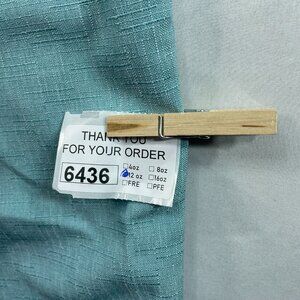 THANK YOU
FOR YOUR ORDER
6436
4oz 8oz
12 oz 16oz
FRE PFE